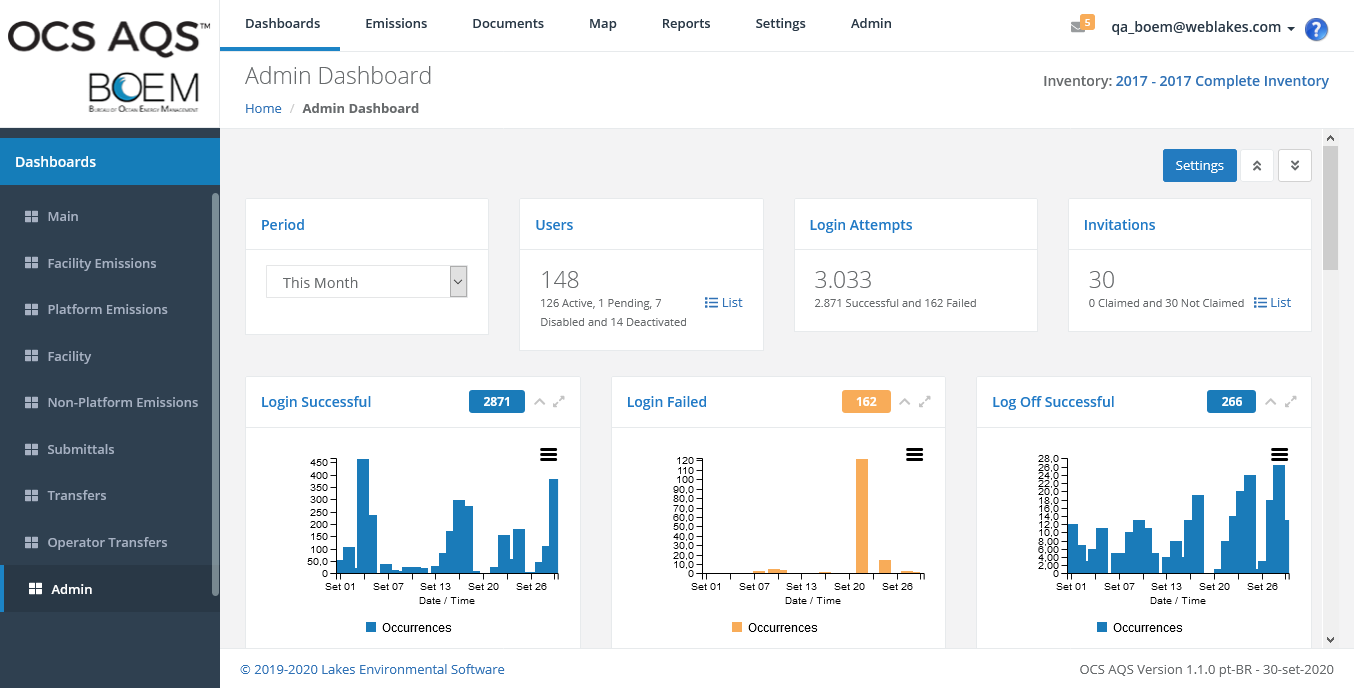 OCS AQS™
BOEM
BUREAU OF OCEAN ENERGY MANAGEMENT
Dashboards
Emissions
Documents
Map
Reports
Settings
Admin
5
qa_boem@weblakes.com
?
Admin Dashboard
Home / Admin Dashboard
Inventory: 2017 - 2017 Complete Inventory
Dashboards
Main
Facility Emissions
Platform Emissions
Facility
Non-Platform Emissions
Submittals
Transfers
Operator Transfers
Admin
Settings
Period
This Month
Users
148
126 Active, 1 Pending, 7
Disabled and 14 Deactivated
List
Login Attempts
3.033
2.871 Successful and 162 Failed
Invitations
30
0 Claimed and 30 Not Claimed
List
Login Successful
2871
450
400
350
300
250
200
150
100
50,0
0
Set 01 Set 07 Set 13 Set 20 Set 26
Date / Time
Occurrences
Login Failed
162
120
110
100
90,0
80,0
70,0
60,0
50,0
40,0
30,0
20,0
10,0
0
Set 01 Set 07 Set 13 Set 20 Set 26
Date / Time
Occurrences
Log Off Successful
266
28,0
26,0
24,0
22,0
20,0
18,0
16,0
14,0
12,0
10,0
8,00
6,00
4,00
2,00
0
Set 01 Set 07 Set 13 Set 20 Set 26
Date / Time
Occurrences
© 2019-2020 Lakes Environmental Software
OCS AQS Version 1.1.0 pt-BR - 30-set-2020